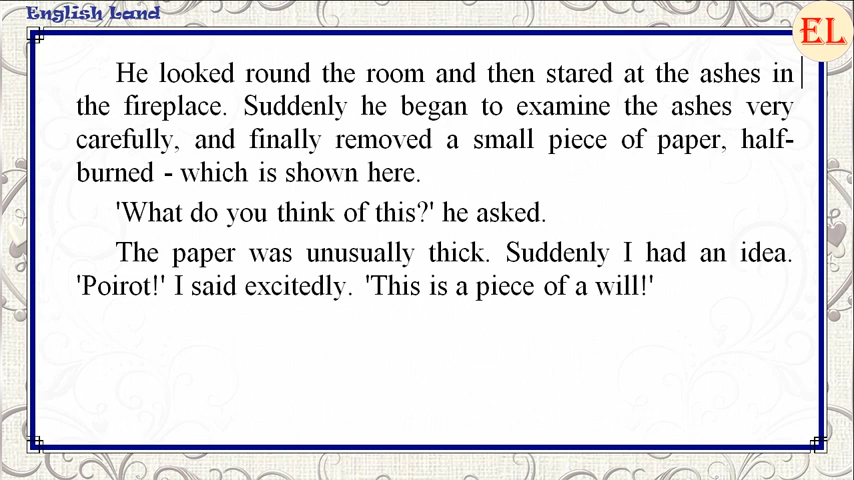 English Land
EL
He looked round the room and then stared at the ashes in
the fireplace. Suddenly he began to examine the ashes very
carefully, and finally removed a small piece of paper, half-
burned - which is shown here.
'What do you think of this?' he asked.
The paper was unusually thick. Suddenly I had an idea.
'Poirot!' I said excitedly. 'This is a piece of a will!'